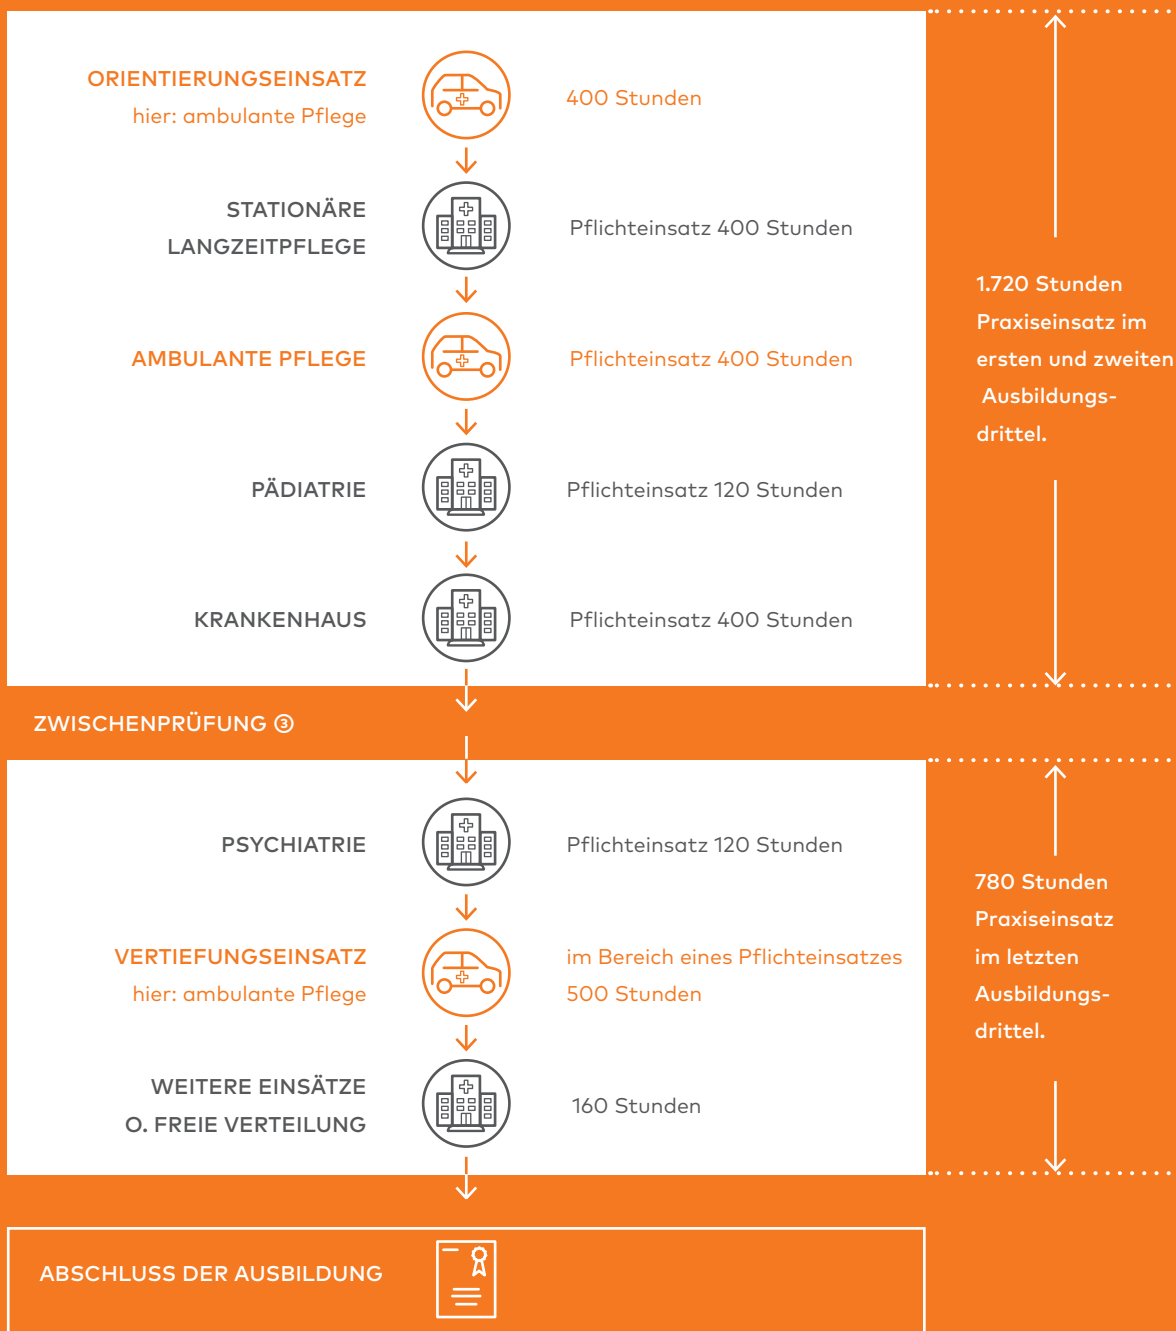 ORIENTIERUNGSEINSATZ
hier: ambulante Pflege
400 Stunden
STATIONÄRE
LANGZEITPFLEGE
Pflichteinsatz 400 Stunden
AMBULANTE PFLEGE
Pflichteinsatz 400 Stunden
PÄDIATRIE
Pflichteinsatz 120 Stunden
KRANKENHAUS
Pflichteinsatz 400 Stunden
1.720 Stunden
Praxiseinsatz im
ersten und zweiten
Ausbildungs-
drittel.
ZWISCHENPRÜFUNG ③
PSYCHIATRIE
Pflichteinsatz 120 Stunden
VERTIEFUNGSEINSATZ
hier: ambulante Pflege
im Bereich eines Pflichteinsatzes
500 Stunden
WEITERE EINSÄTZE
O. FREIE VERTEILUNG
160 Stunden
780 Stunden
Praxiseinsatz
im letzten
Ausbildungs-
drittel.
ABSCHLUSS DER AUSBILDUNG